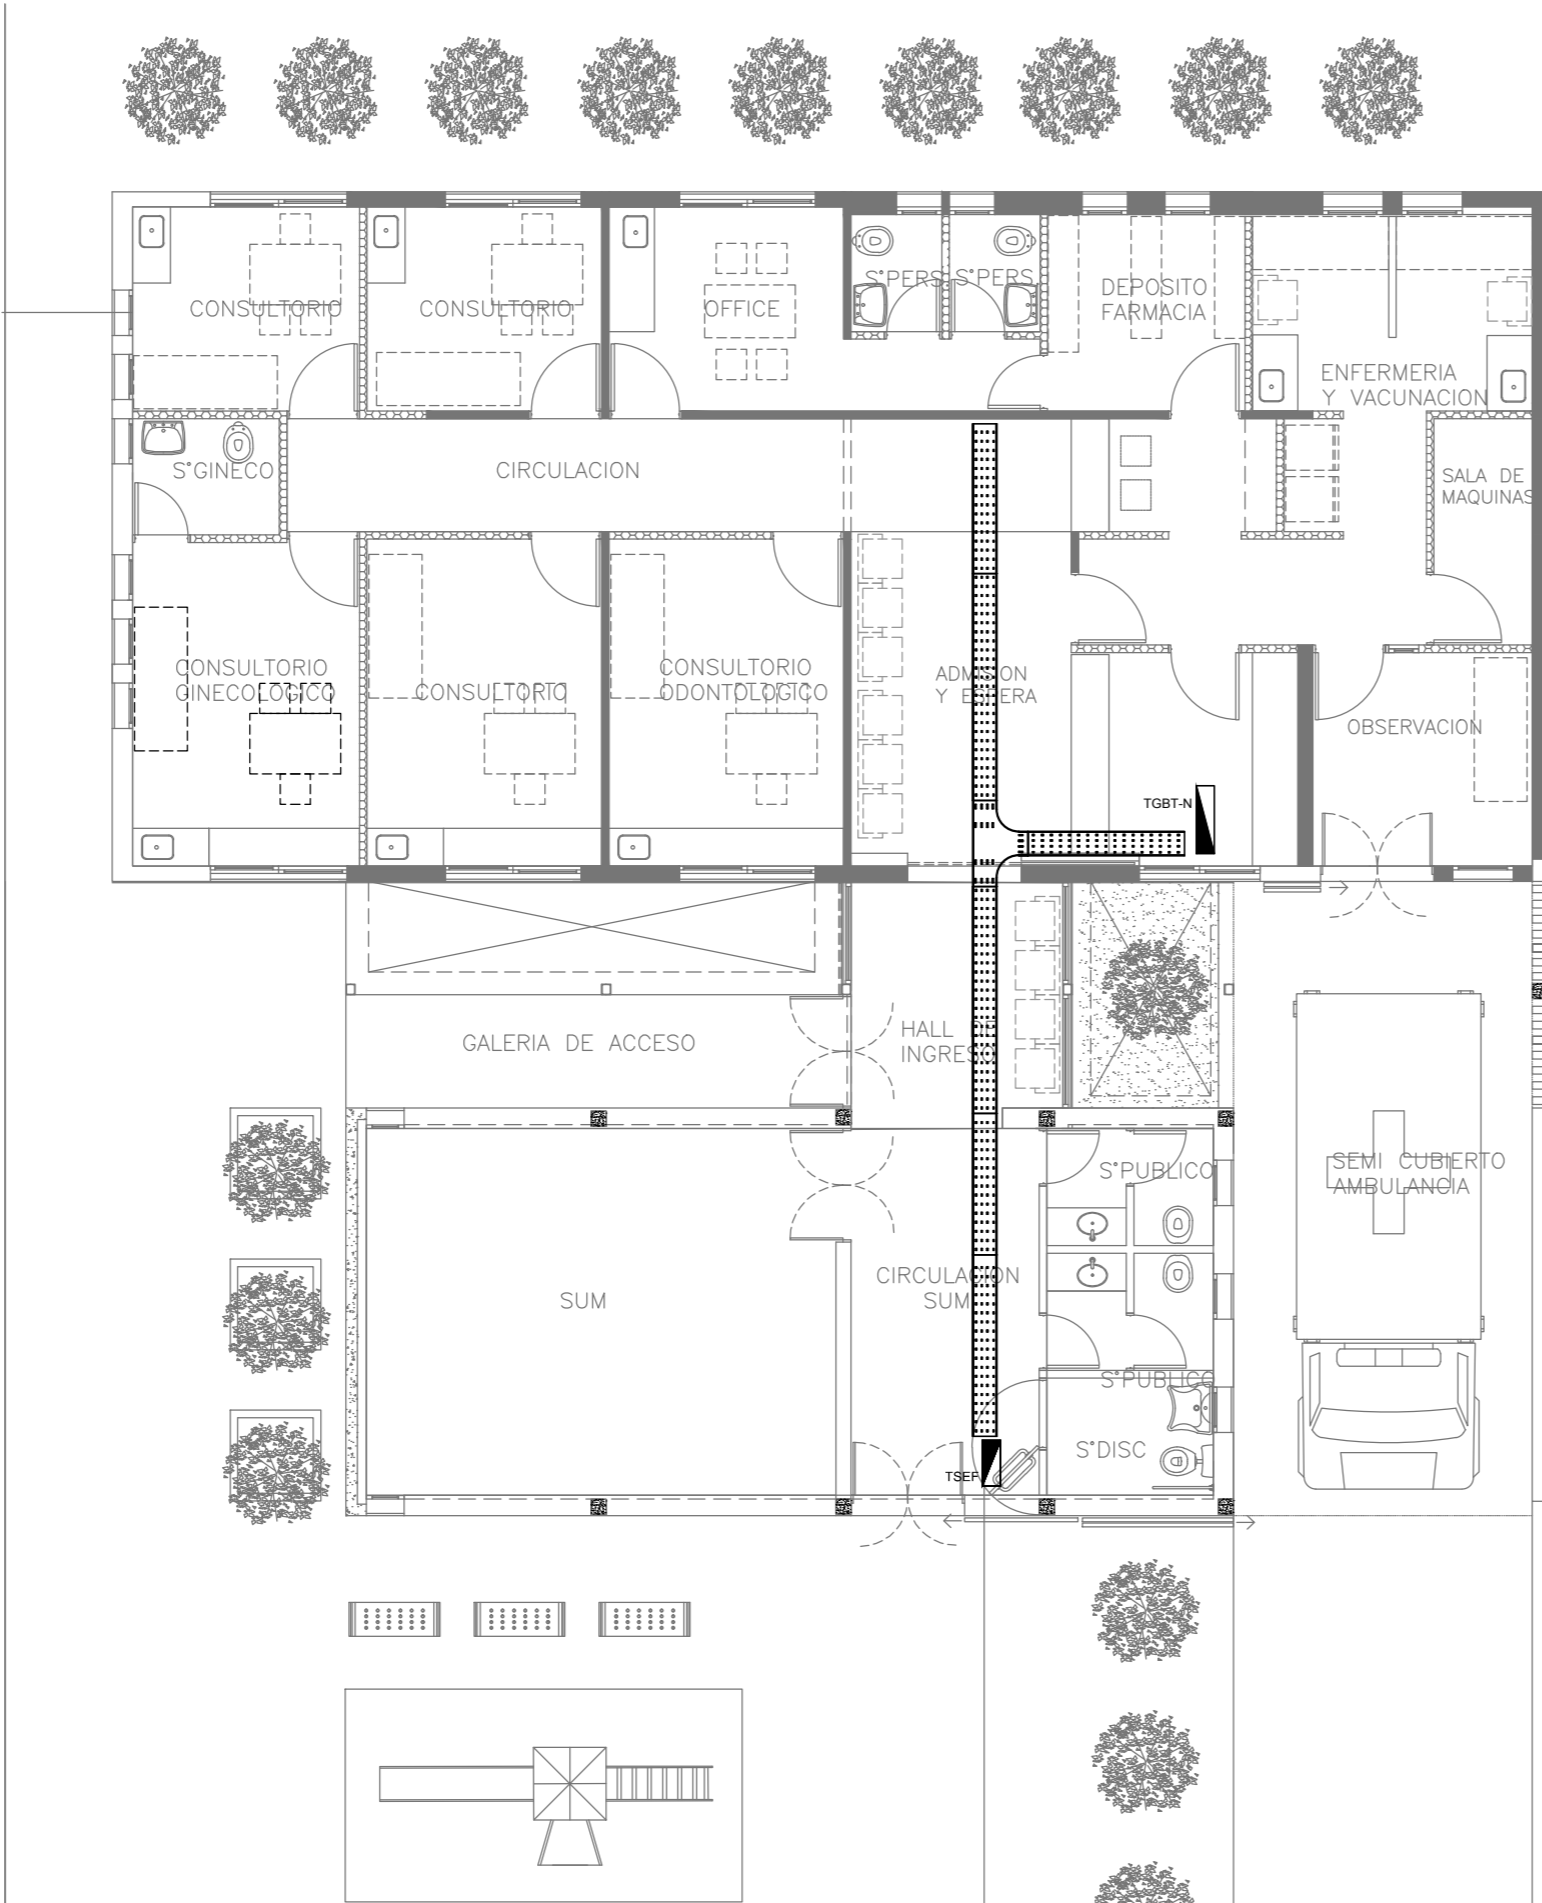 CONSULTORIO
CONSULTORIO
OFFICE
S°PERS.
S°PERS.
DEPOSITO
FARMACIA
ENFERMERIA
Y VACUNACION
S°GINECO
CIRCULACION
SALA DE
MAQUINAS
CONSULTORIO
GINECOLOGICO
CONSULTORIO
CONSULTORIO
ODONTOLOGICO
ADMISION
Y ESPERA
OBSERVACION
TGBT-N
GALERIA DE ACCESO
HALL DE
INGRESO
S°PUBLICO
SEMI CUBIERTO
AMBULANCIA
SUM
CIRCULACION
SUM
S°PUBLICO
S°DISC
TSEF